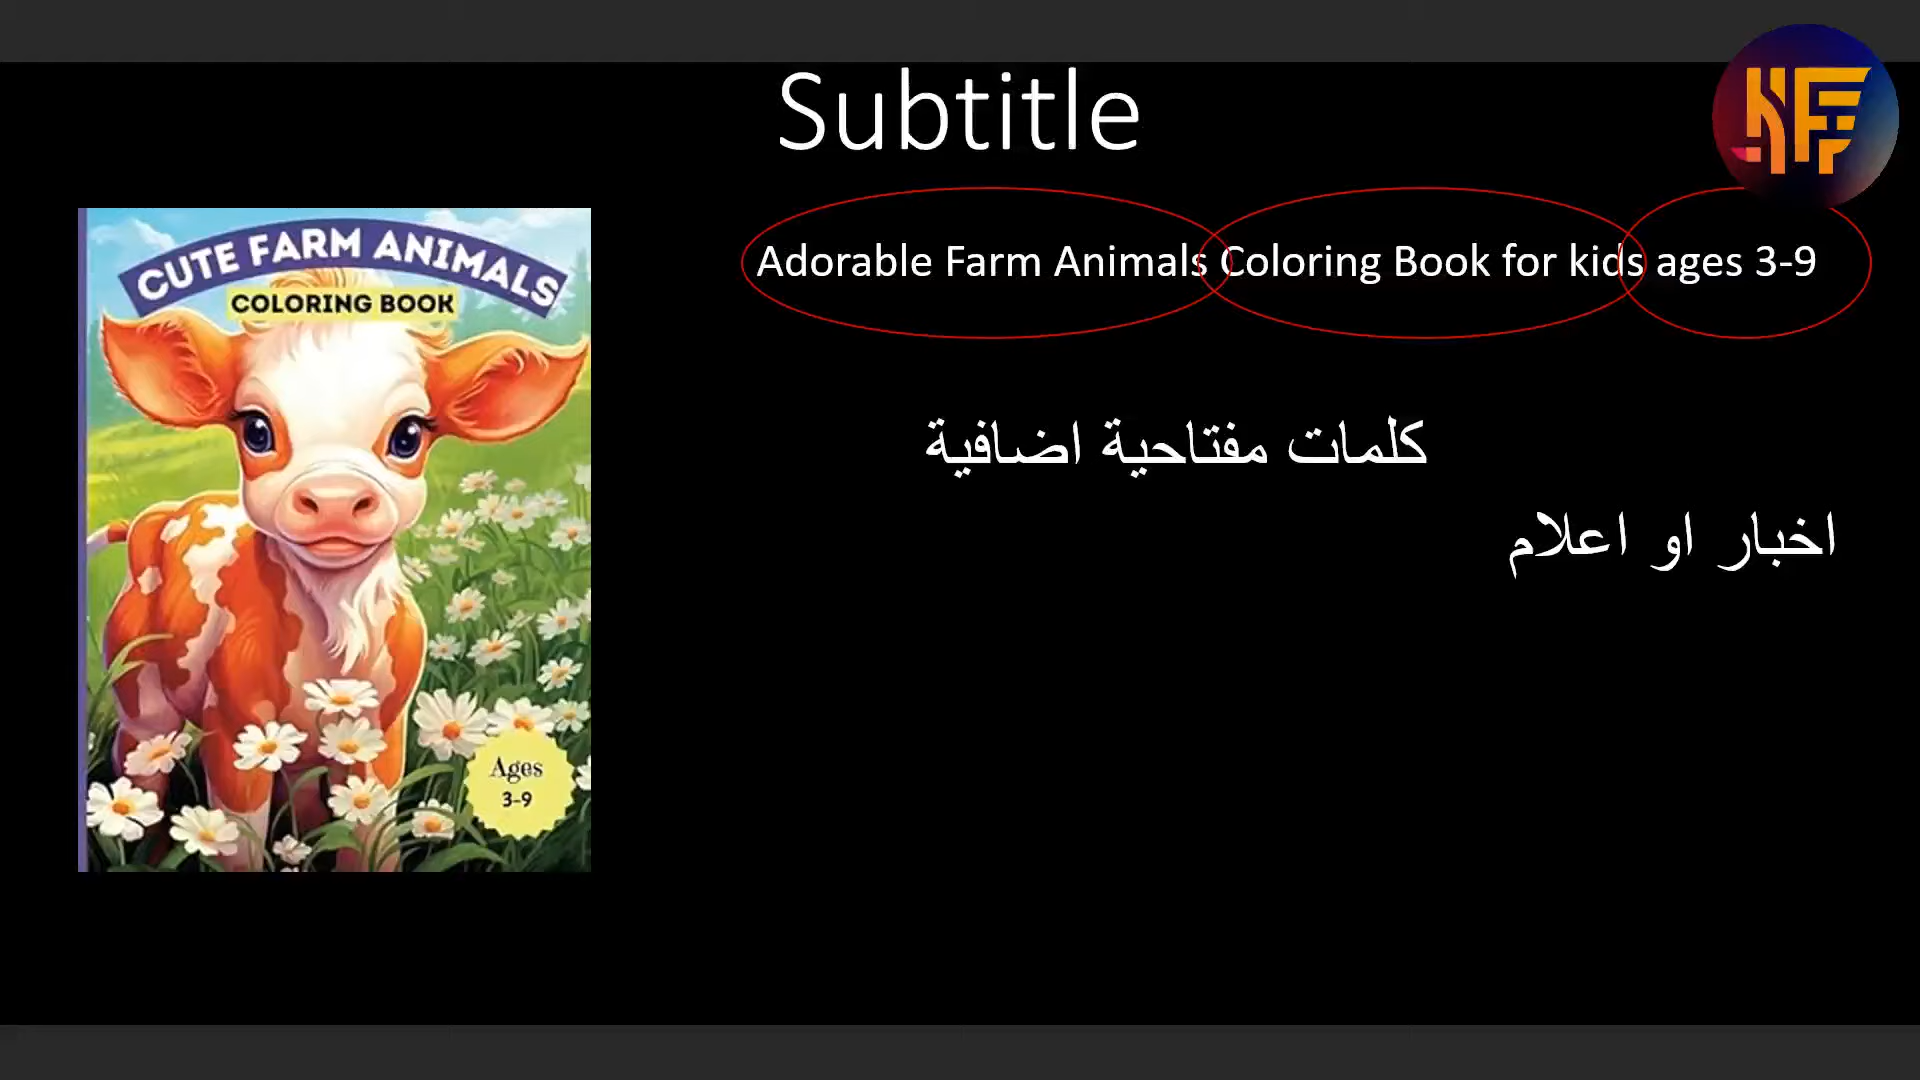 Subtitle
CUTE FARM ANIMALS
COLORING BOOK
Adorable Farm Animals Coloring Book for kids ages 3-9
كلمات مفتاحية اضافية
اخبار او اعلام
Ages
3-9